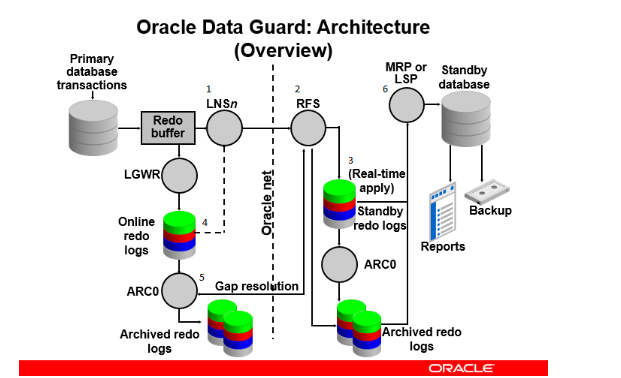 Oracle Data Guard: Architecture
(Overview)
Primary
database
transactions
Redo
buffer
1
LNSn
2
RFS
MRP or
LSP
6
Standby
database
LGWR
Online
redo
logs
4
Oracle net
3
(Real-time
apply)
Standby
redo logs
Reports
Backup
5
ARC0
Gap resolution
ARC0
Archived redo
logs
Archived redo
logs
ORACLE